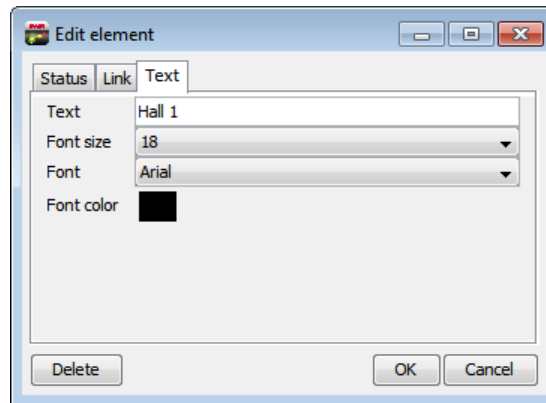 Edit element
Status Link Text
Text Hall 1
Font size 18
Font Arial
Font color
Delete OK Cancel